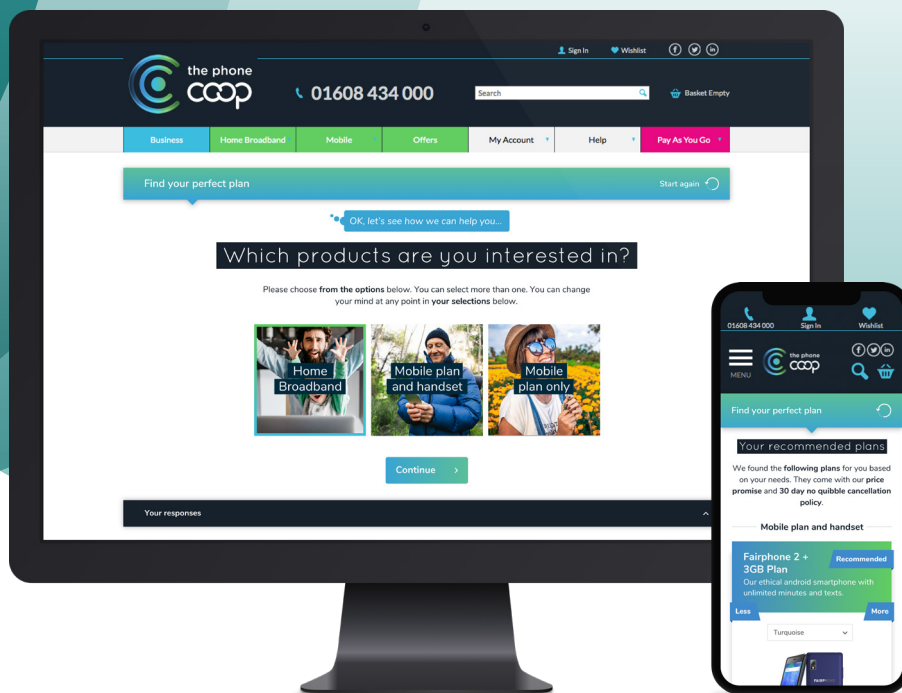 Sign In
Wishlist
the phone
coop
01608 434 000
Search
Basket Empty
Business
Home Broadband
Mobile
Offers
My Account
Help
Pay As You Go
Find your perfect plan
Start again
OK, let's see how we can help you...
Which products are you interested in?
Please choose from the options below. You can select more than one. You can change
your mind at any point in your selections below.
Home
Broadband
Mobile plan
and handset
Mobile
plan only
Continue
Your responses
01608 434 000
Sign In
Wishlist
MENU
the phone
coop
Find your perfect plan
Your recommended plans
We found the following plans for you based
on your needs. They come with our price
promise and 30 day no quibble cancellation
policy.
Mobile plan and handset
Fairphone 2 +
3GB Plan
Recommended
Our ethical android smartphone with
unlimited minutes and texts.
Less
More
Turquoise
FAIRPHONE